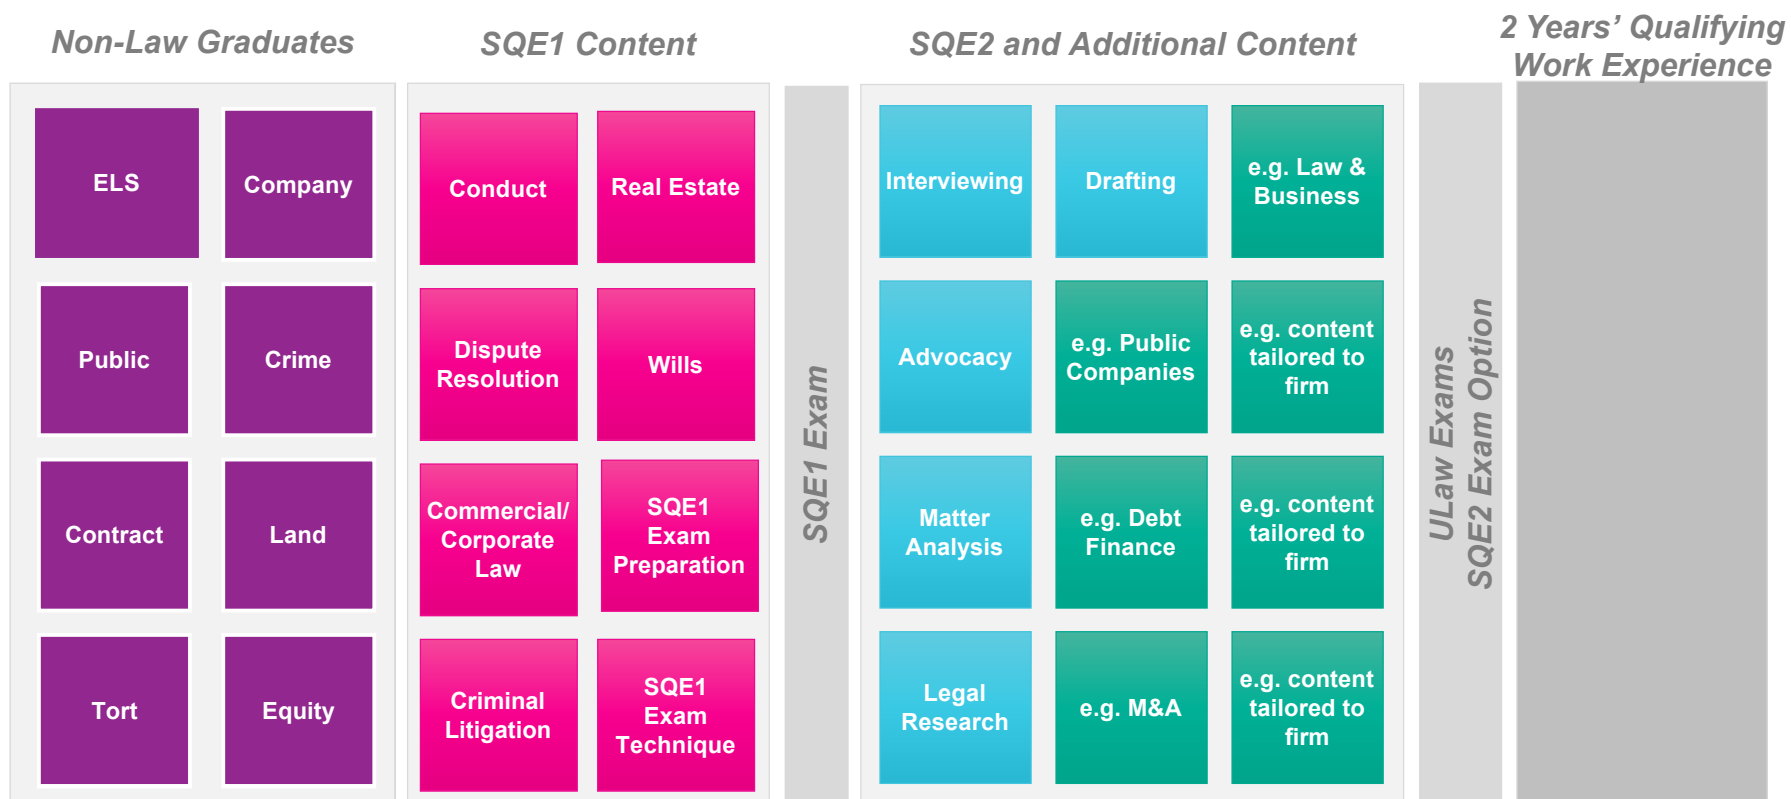 Non-Law Graduates
ELS
Company
Public
Crime
Contract
Land
Tort
Equity
SQE1 Content
Conduct
Real Estate
Dispute
Resolution
Wills
Commercial/
Corporate
Law
SQE1
Exam
Preparation
Criminal
Litigation
SQE1
Exam
Technique
SQE1 Exam
SQE2 and Additional Content
Interviewing
Drafting
e.g. Law &
Business
Advocacy
e.g. Public
Companies
e.g. content
tailored to
firm
Matter
Analysis
e.g. Debt
Finance
e.g. content
tailored to
firm
Legal
Research
e.g. M&A
e.g. content
tailored to
firm
ULaw Exams
SQE2 Exam Option
2 Years’ Qualifying
Work Experience